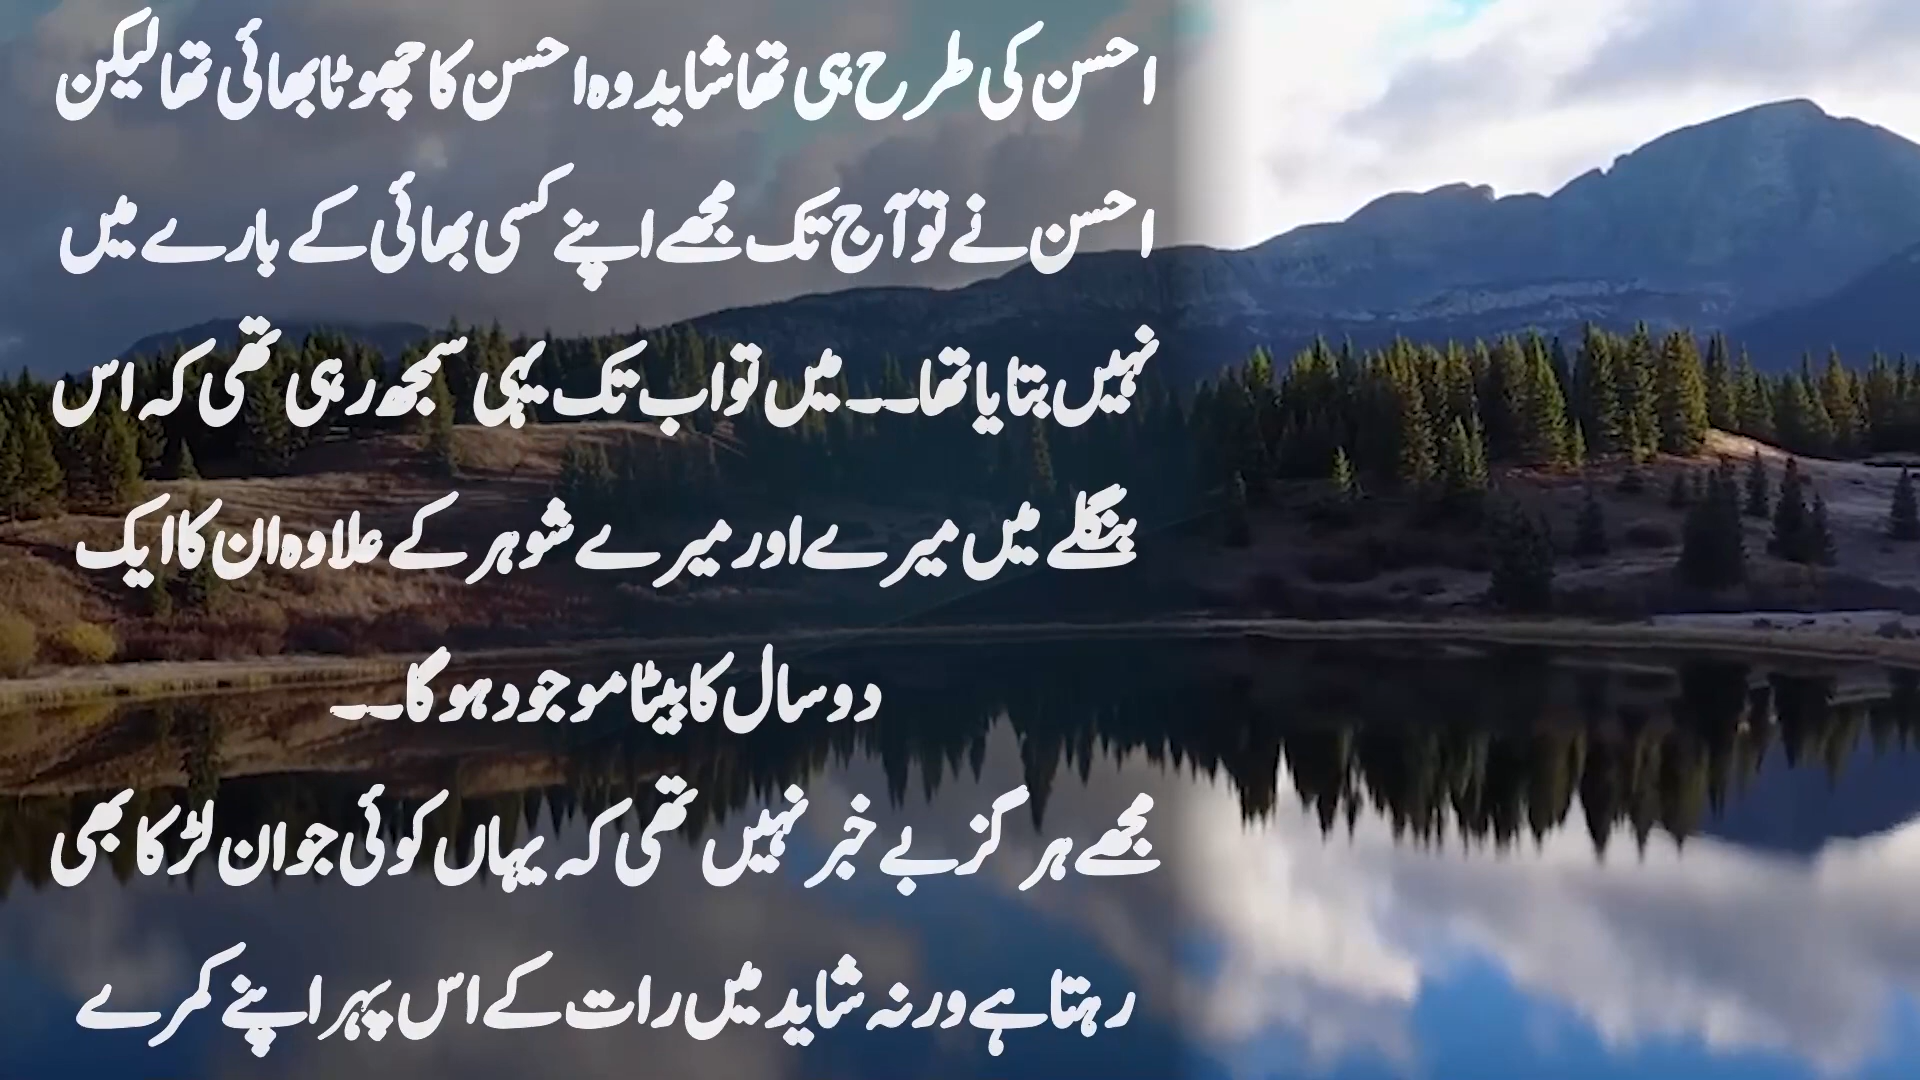 احسن کی طرح ہی تھا شاید وہ احسن کا چھوٹا بھائی تھا لیکن
احسن نے تو آج تک مجھے اپنے کسی بھائی کے بارے میں
نہیں بتایا تھا۔۔ میں تو اب تک یہی سمجھ رہی تھی کہ اس
بنگلے میں میرے اور میرے شوہر کے علاوہ ان کا ایک
دو سال کا بیٹا موجود ہو گا۔۔
مجھے ہر گز بے خبر نہیں تھی کہ یہاں کوئی جوان لڑکا بھی
رہتا ہے ورنہ شاید میں رات کے اس پہر اپنے کمرے